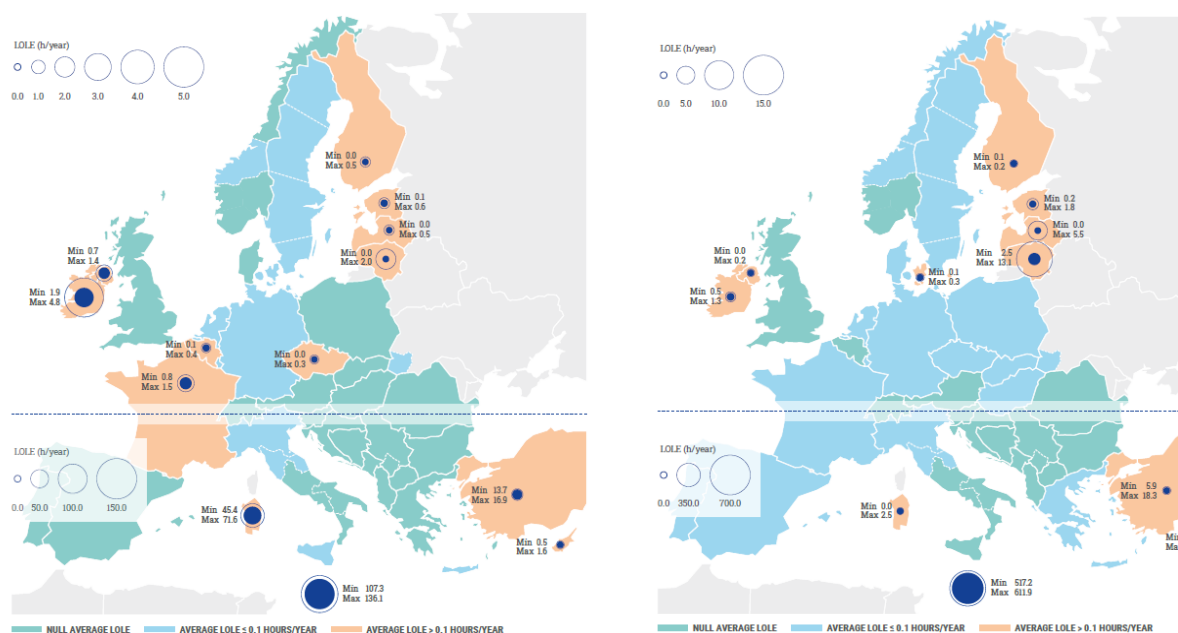 LOLE (h/year)
0.0 1.0 2.0 3.0 4.0 5.0
Min 0.0
Max 0.5
Min 0.1
Max 0.6
Min 0.0
Max 0.5
Min 0.0
Max 2.0
Min 0.7
Max 1.4
Min 1.9
Max 4.8
Min 0.1
Max 0.4
Min 0.0
Max 0.3
Min 0.8
Max 1.5
LOLE (h/year)
0.0 50.0 100.0 150.0
Min 13.7
Max 16.9
Min 45.4
Max 71.6
Min 0.5
Max 1.6
Min 107.3
Max 136.1
NULL AVERAGE LOLE AVERAGE LOLE ≤ 0.1 HOURS/YEAR AVERAGE LOLE > 0.1 HOURS/YEAR
LOLE (h/year)
0.0 5.0 10.0 15.0
Min 0.1
Max 0.2
Min 0.2
Max 1.8
Min 0.0
Max 5.5
Min 2.5
Max 13.1
Min 0.0
Max 0.2
Min 0.1
Max 0.3
Min 0.5
Max 1.3
LOLE (h/year)
0.0 350.0 700.0
Min 5.9
Max 18.3
Min 0.0
Max 2.5
Min
Min 517.2
Max 611.9
NULL AVERAGE LOLE AVERAGE LOLE ≤ 0.1 HOURS/YEAR AVERAGE LOLE > 0.1 HOURS/YEAR